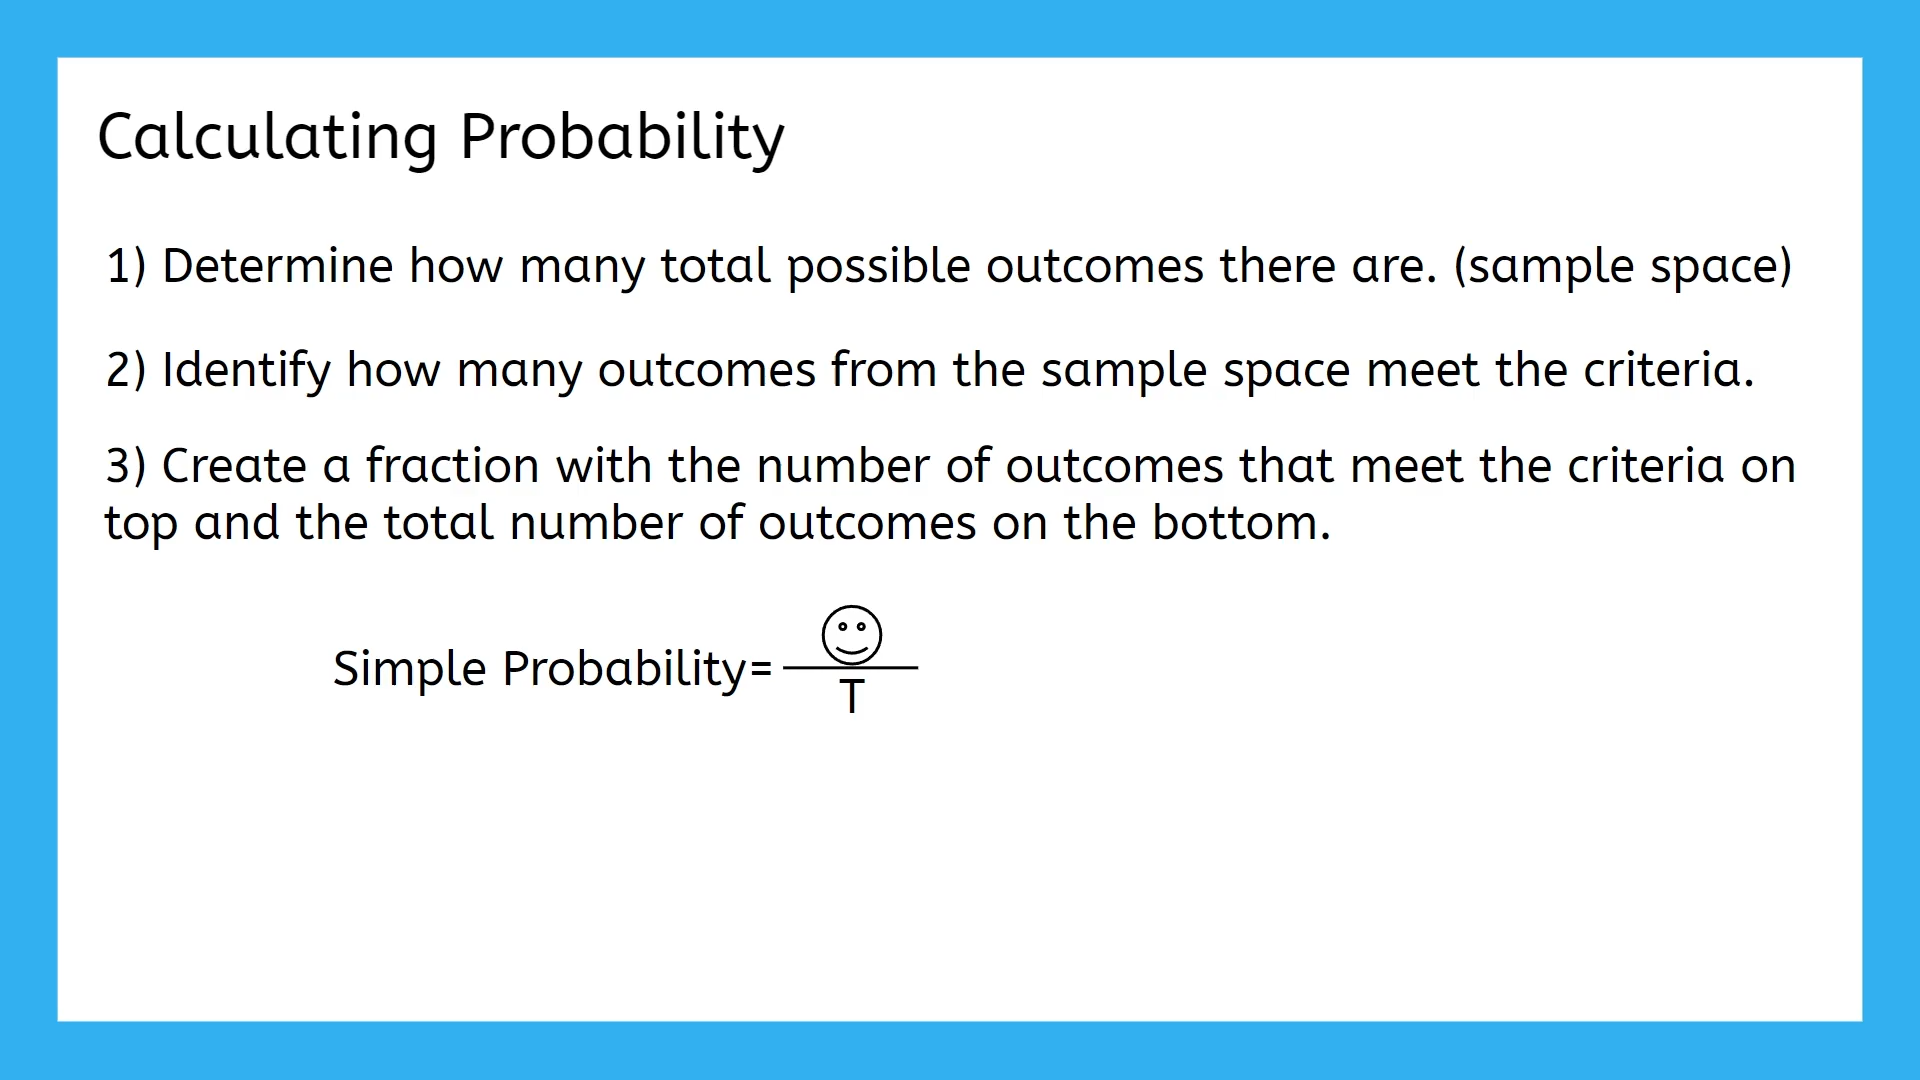 Calculating Probability
1) Determine how many total possible outcomes there are. (sample space)
2) Identify how many outcomes from the sample space meet the criteria.
3) Create a fraction with the number of outcomes that meet the criteria on
top and the total number of outcomes on the bottom.
Simple Probability=
T